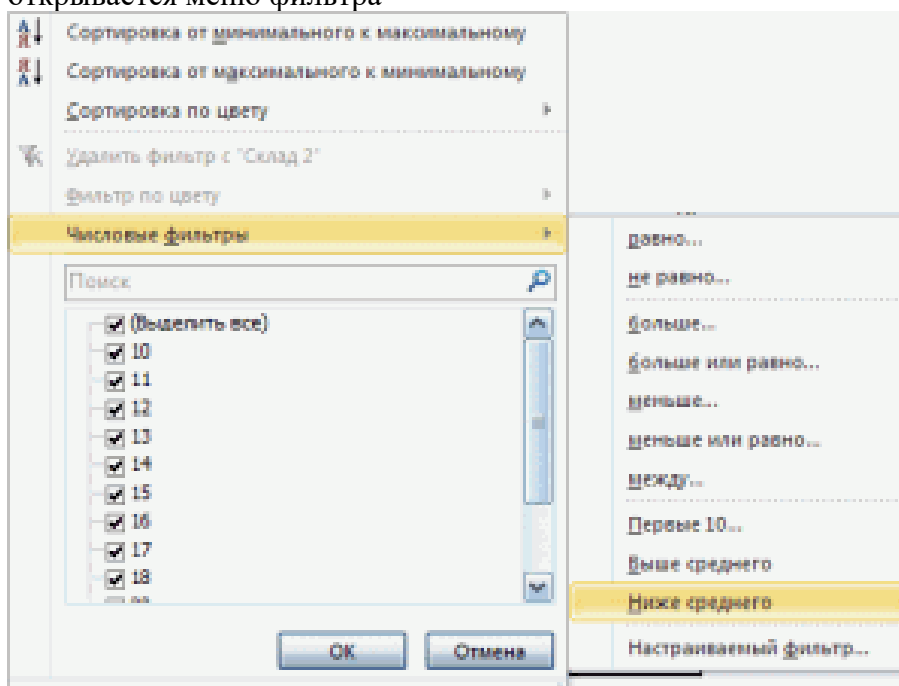 открывается меню фильтра
Сортировка от минимального к максимальному
Сортировка от максимального к минимальному
Сортировка по цвету
Удалить фильтр с "Склад 2"
Фильтр по цвету
Числовые фильтры
Поиск
(Выделить все)
10
11
12
13
14
15
16
17
18
ОК
Отмена
равно...
не равно...
больше...
больше или равно...
меньше...
меньше или равно...
между...
Первые 10...
Выше среднего
Ниже среднего
Настраиваемый фильтр...